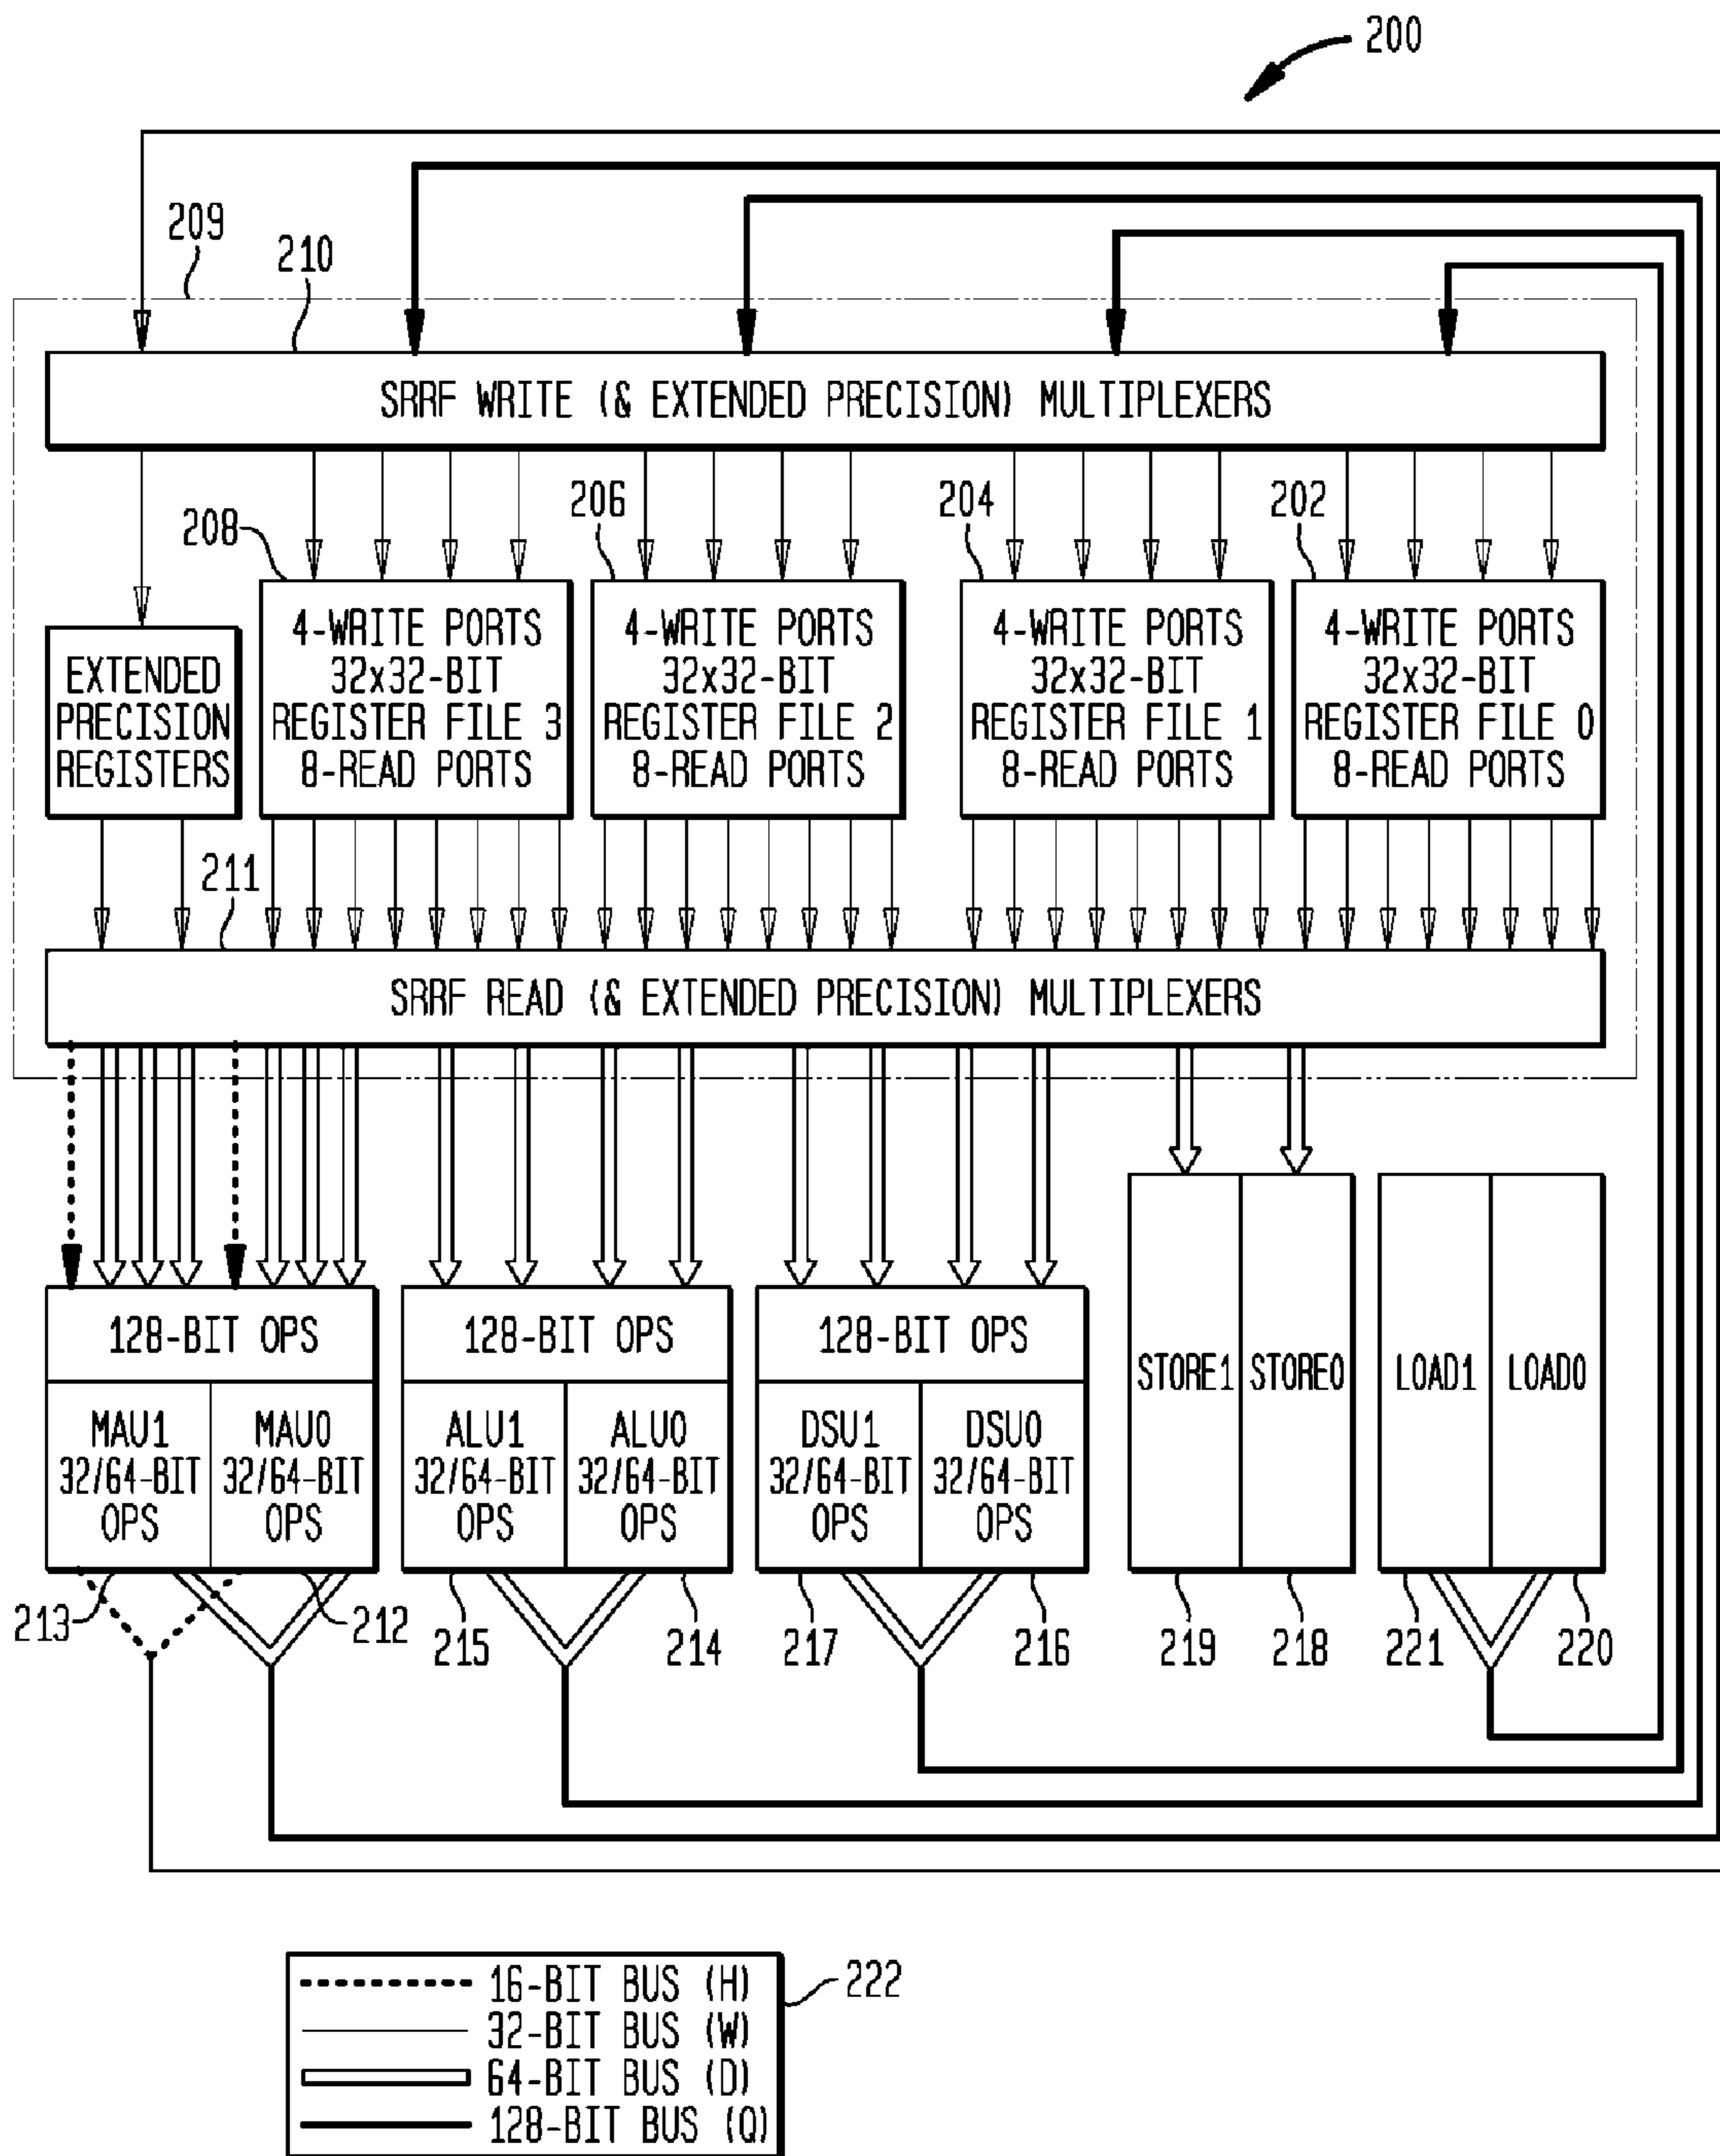 200
209
210
SRRF WRITE (& EXTENDED PRECISION) MULTIPLEXERS
208
206
204
202
EXTENDED
PRECISION
REGISTERS
4-WRITE PORTS
32x32-BIT
REGISTER FILE 3
8-READ PORTS
4-WRITE PORTS
32x32-BIT
REGISTER FILE 2
8-READ PORTS
4-WRITE PORTS
32x32-BIT
REGISTER FILE 1
8-READ PORTS
4-WRITE PORTS
32x32-BIT
REGISTER FILE 0
8-READ PORTS
211
SRRF READ (& EXTENDED PRECISION) MULTIPLEXERS
128-BIT OPS
MAU1
32/64-BIT
OPS
MAU0
32/64-BIT
OPS
128-BIT OPS
ALU1
32/64-BIT
OPS
ALU0
32/64-BIT
OPS
128-BIT OPS
DSU1
32/64-BIT
OPS
DSU0
32/64-BIT
OPS
STORE1
STORE0
LOAD1
LOAD0
213
212
215
214
217
216
219
218
221
220
16-BIT BUS (H)
32-BIT BUS (W)
64-BIT BUS (D)
128-BIT BUS (Q)
222